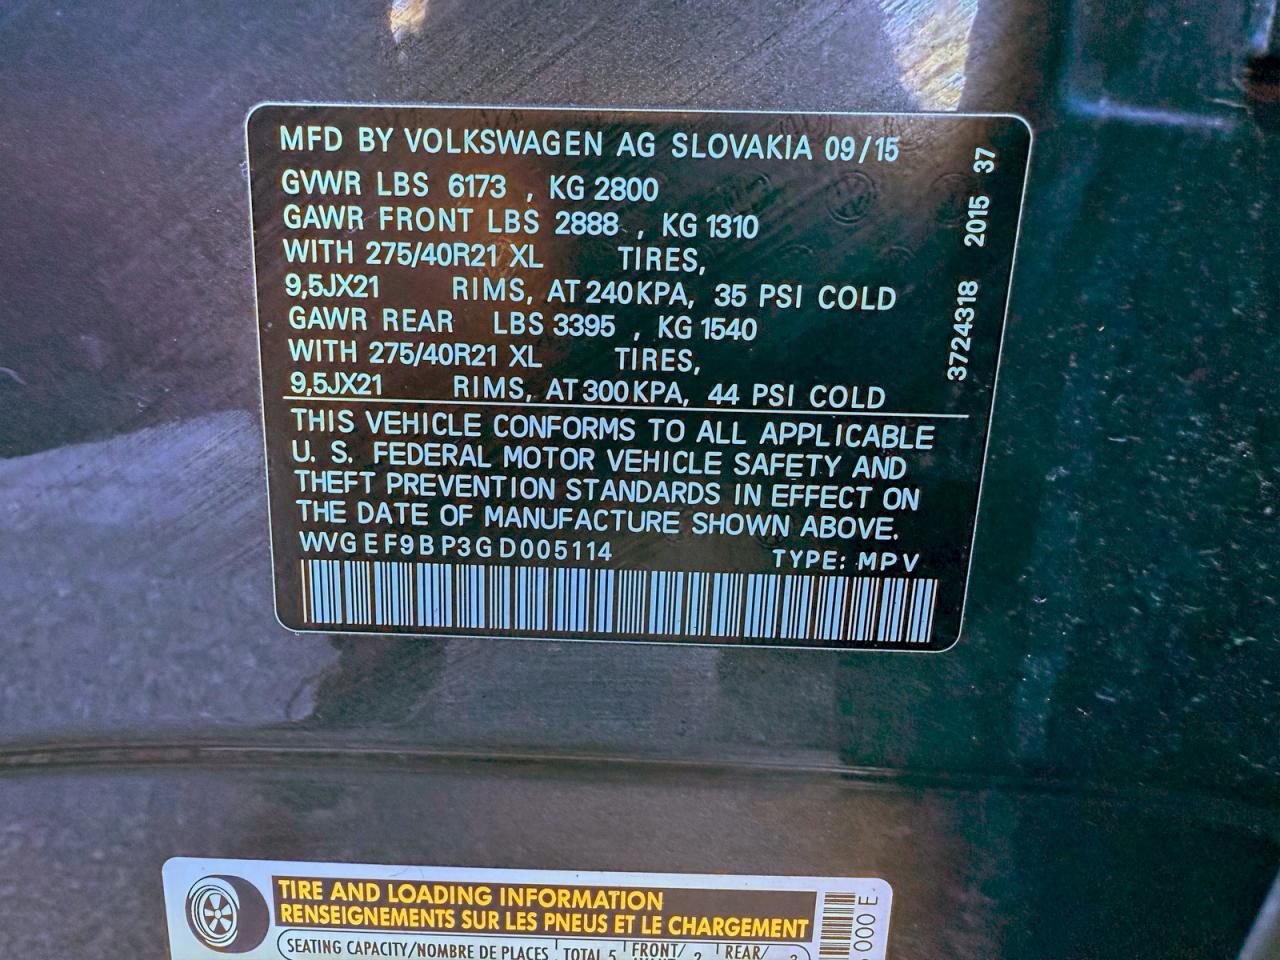 MFD BY VOLKSWAGEN AG SLOVAKIA 09/15
GVWR LBS 6173 , KG 2800
GAWR FRONT LBS 2888 , KG 1310
WITH 275/40R21 XL TIRES,
9,5JX21 RIMS, AT 240KPA, 35 PSI COLD
GAWR REAR LBS 3395 , KG 1540
WITH 275/40R21 XL TIRES,
9,5JX21 RIMS, AT 300KPA, 44 PSI COLD
THIS VEHICLE CONFORMS TO ALL APPLICABLE
U. S. FEDERAL MOTOR VEHICLE SAFETY AND
THEFT PREVENTION STANDARDS IN EFFECT ON
THE DATE OF MANUFACTURE SHOWN ABOVE.
WVGEF9BP3GD005114 TYPE: MPV
3724318 2015 37
TIRE AND LOADING INFORMATION
RENSEIGNEMENTS SUR LES PNEUS ET LE CHARGEMENT
SEATING CAPACITY/NOMBRE DE PLACES TOTAL 5 FRONT/ 2 REAR/ 3
000 E